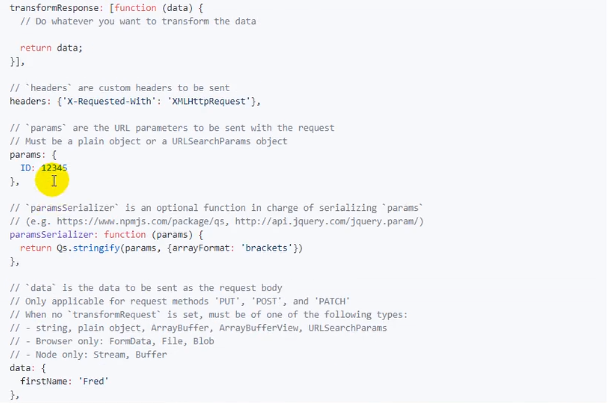 transformResponse: [function (data) {
// Do whatever you want to transform the data
return data;
}],
// `headers` are custom headers to be sent
headers: {'X-Requested-With': 'XMLHttpRequest'},
// `params` are the URL parameters to be sent with the request
// Must be a plain object or a URLSearchParams object
params: {
ID: 12345
},
// `paramsSerializer` is an optional function in charge of serializing `params`
// (e.g. https://www.npmjs.com/package/qs, http://api.jquery.com/jquery.param/)
paramsSerializer: function (params) {
return Qs.stringify(params, {arrayFormat: 'brackets'})
},
// `data` is the data to be sent as the request body
// Only applicable for request methods 'PUT', 'POST', and 'PATCH'
// When no `transformRequest` is set, must be of one of the following types:
// - string, plain object, ArrayBuffer, ArrayBufferView, URLSearchParams
// - Browser only: FormData, File, Blob
// - Node only: Stream, Buffer
data: {
firstName: 'Fred'
},